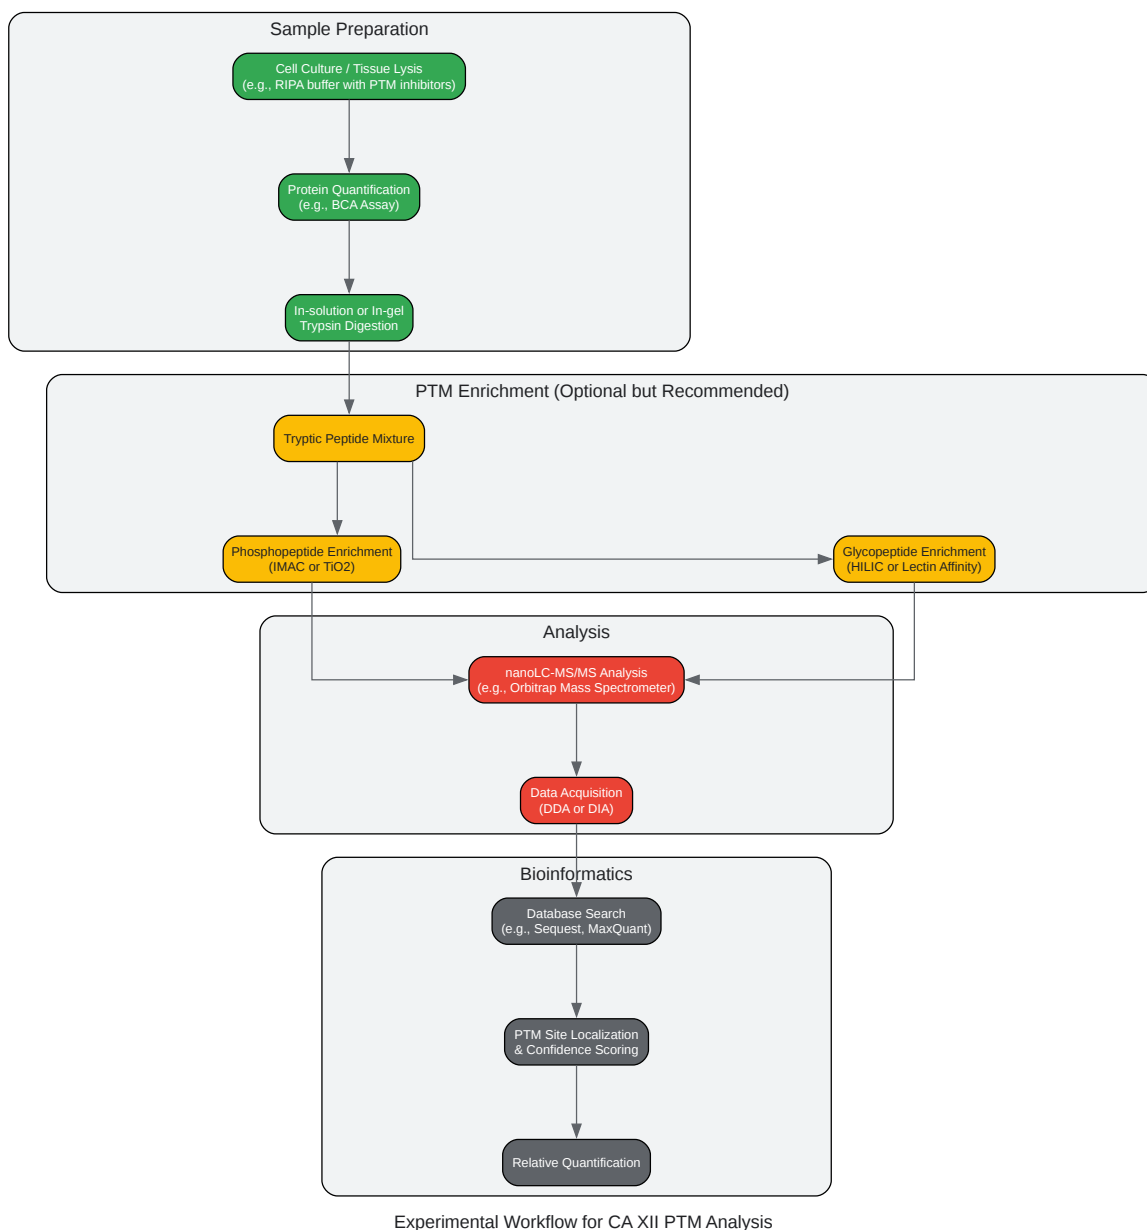 Sample Preparation
Cell Culture / Tissue Lysis
(e.g., RIPA buffer with PTM inhibitors)
Protein Quantification
(e.g., BCA Assay)
In-solution or In-gel
Trypsin Digestion
PTM Enrichment (Optional but Recommended)
Tryptic Peptide Mixture
Phosphopeptide Enrichment
(IMAC or TiO2)
Glycopeptide Enrichment
(HILIC or Lectin Affinity)
Analysis
nanoLC-MS/MS Analysis
(e.g., Orbitrap Mass Spectrometer)
Data Acquisition
(DDA or DIA)
Bioinformatics
Database Search
(e.g., Sequest, MaxQuant)
PTM Site Localization
& Confidence Scoring
Relative Quantification
Experimental Workflow for CA XII PTM Analysis